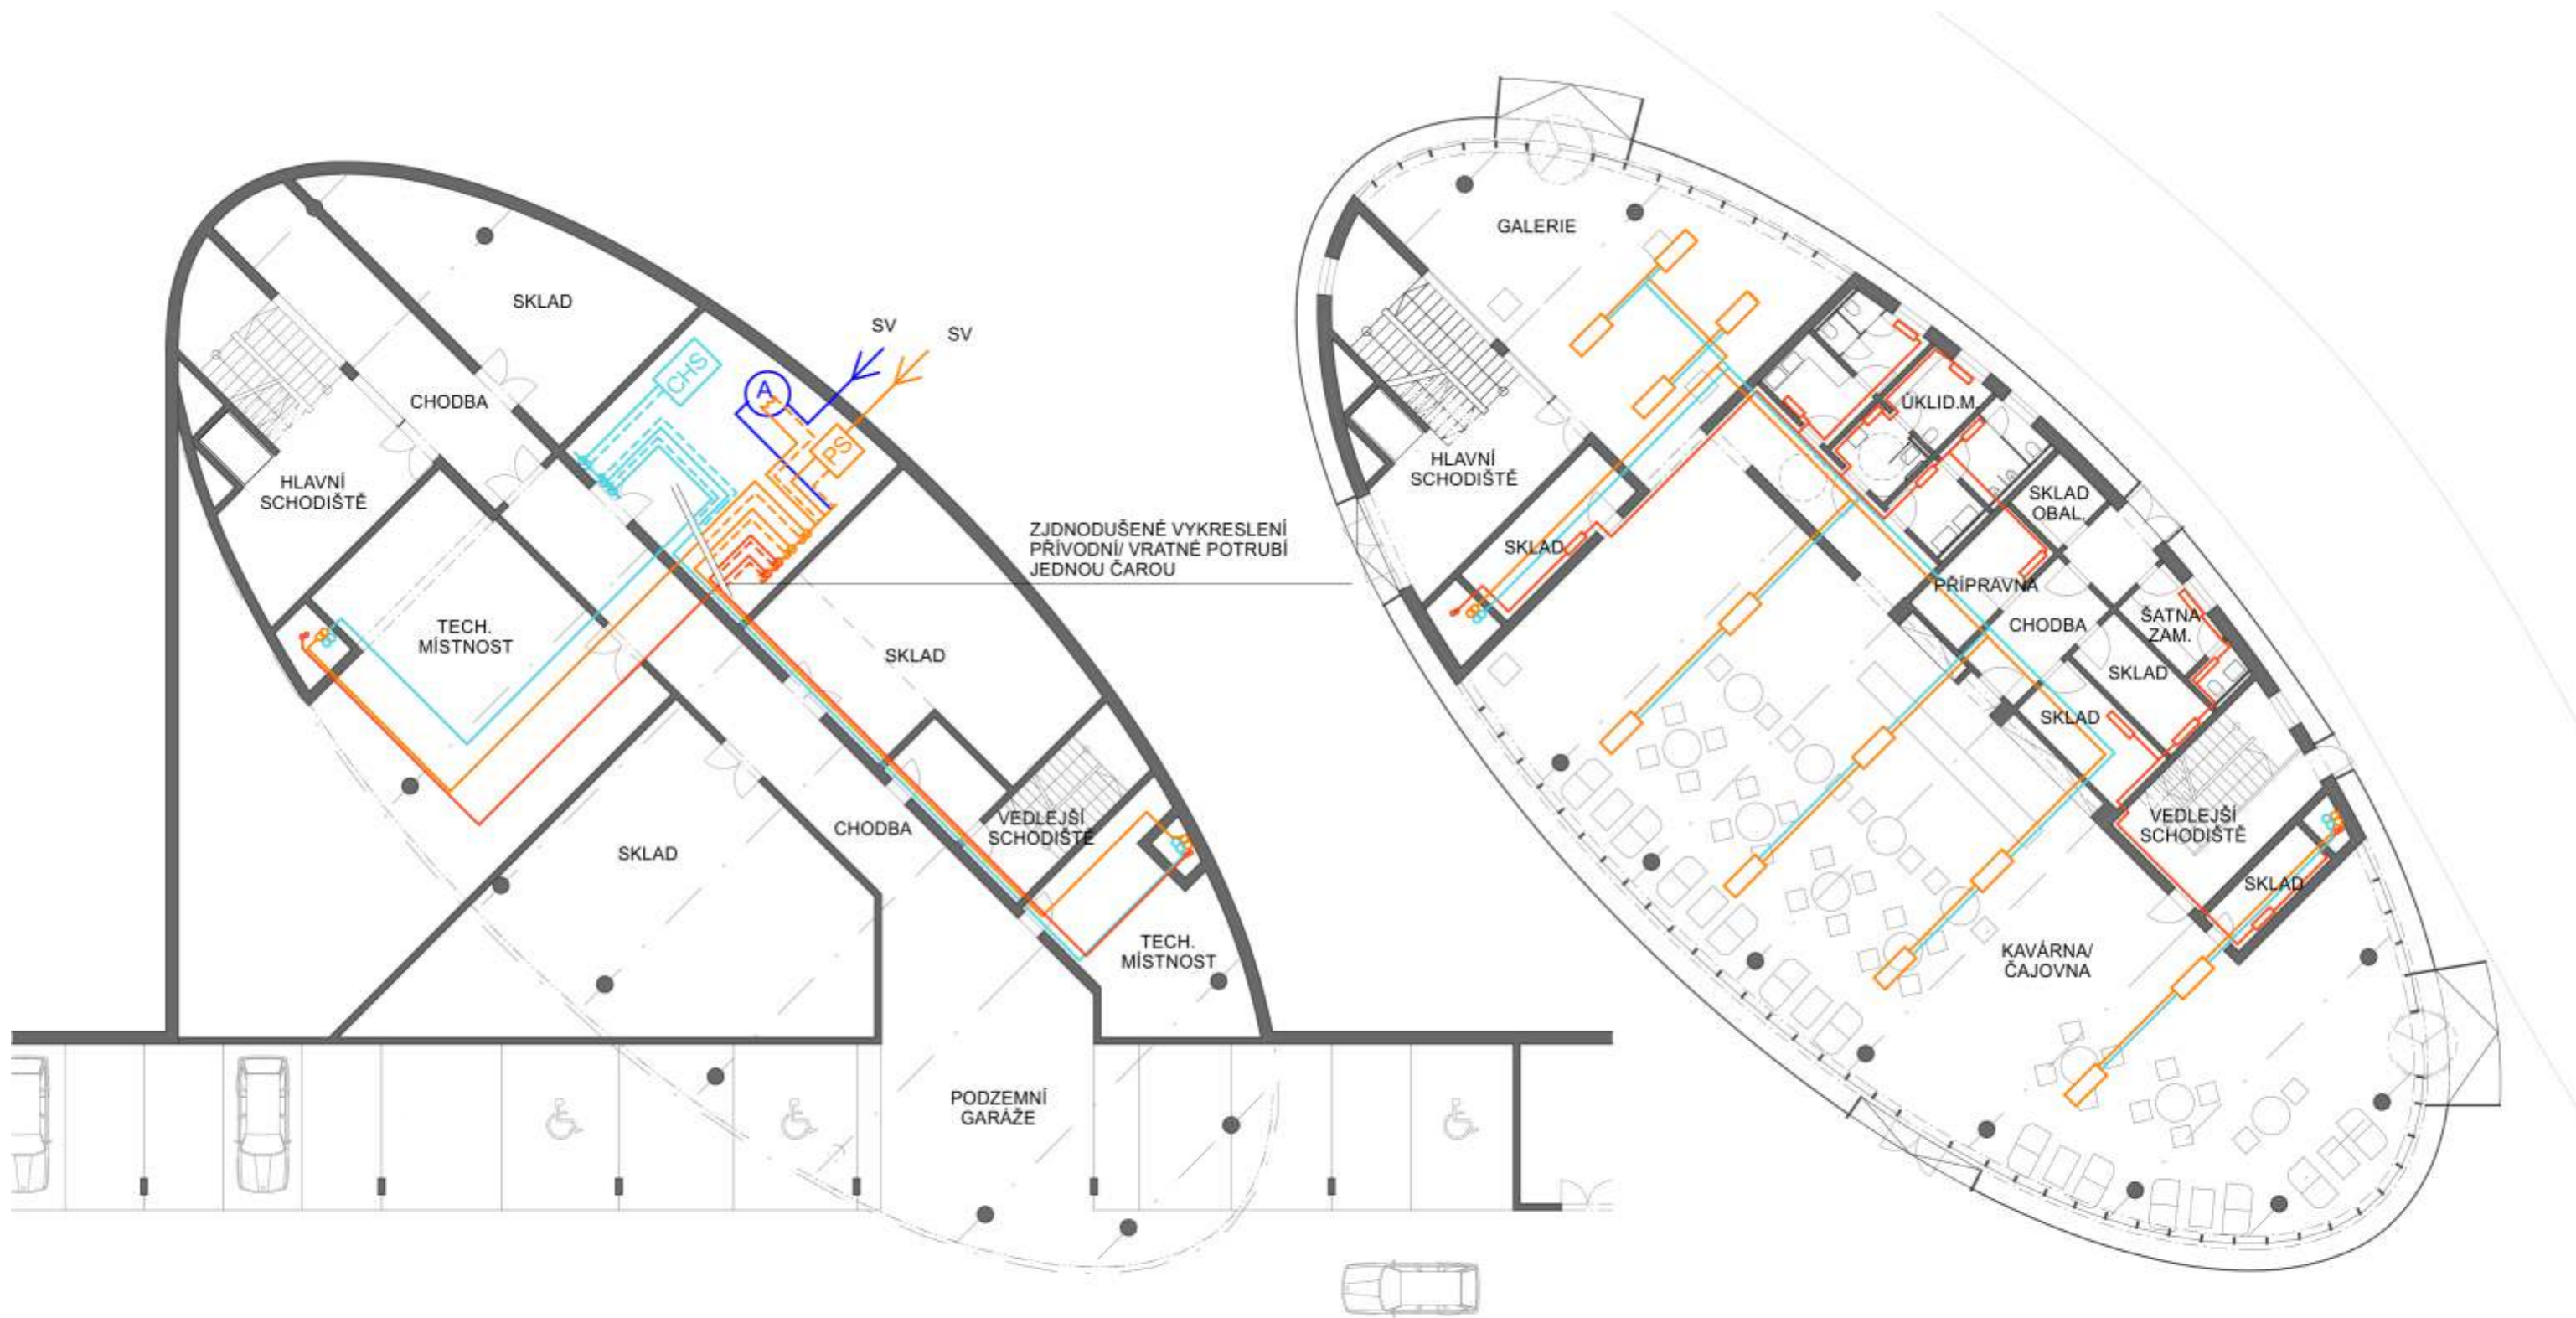 SKLAD
SV
SV
CHS
A
PS
CHODBA
HLAVNÍ
SCHODIŠTĚ
TECH.
MÍSTNOST
ZJDNODUŠENÉ VYKRESLENÍ
PŘÍVODNÍ/ VRATNÉ POTRUBÍ
JEDNOU ČAROU
SKLAD
SKLAD
CHODBA
VEDLEJŠÍ
SCHODIŠTĚ
TECH.
MÍSTNOST
PODZEMNÍ
GARÁŽE
GALERIE
ÚKLID.M.
HLAVNÍ
SCHODIŠTĚ
SKLAD
SKLAD
OBAL.
PŘÍPRAVNA
CHODBA
ŠATNA
ZAM.
SKLAD
SKLAD
VEDLEJŠÍ
SCHODIŠTĚ
SKLAD
KAVÁRNA/
ČAJOVNA